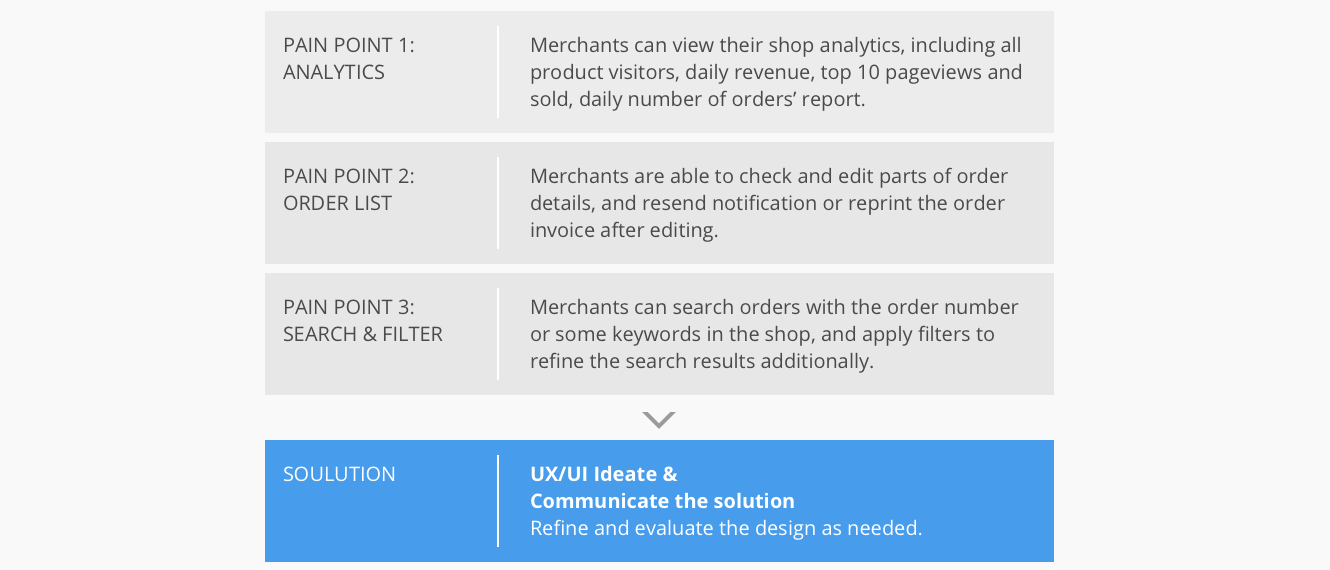 PAIN POINT 1:
ANALYTICS
Merchants can view their shop analytics, including all
product visitors, daily revenue, top 10 pageviews and
sold, daily number of orders’ report.
PAIN POINT 2:
ORDER LIST
Merchants are able to check and edit parts of order
details, and resend notification or reprint the order
invoice after editing.
PAIN POINT 3:
SEARCH & FILTER
Merchants can search orders with the order number
or some keywords in the shop, and apply filters to
refine the search results additionally.
SOULUTION
UX/UI Ideate &
Communicate the solution
Refine and evaluate the design as needed.